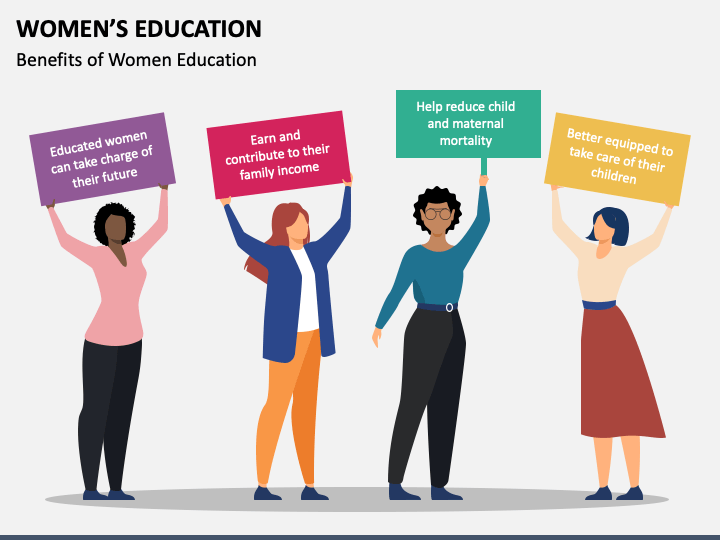 WOMEN’S EDUCATION
Benefits of Women Education
Educated women
can take charge of
their future
Earn and
contribute to their
family income
Help reduce child
and maternal
mortality
Better equipped to
take care of their
children